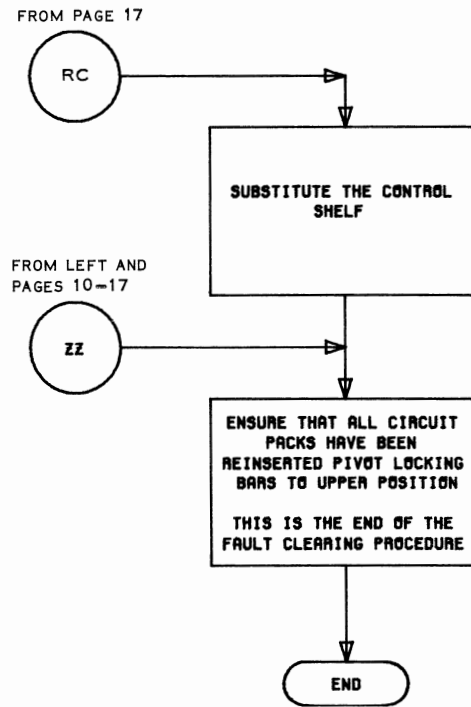 FROM PAGE 17
RC
SUBSTITUTE THE CONTROL
SHELF
FROM LEFT AND
PAGES 10-17
ZZ
ENSURE THAT ALL CIRCUIT
PACKS HAVE BEEN
REINSERTED PIVOT LOCKING
BARS TO UPPER POSITION
THIS IS THE END OF THE
FAULT CLEARING PROCEDURE
END